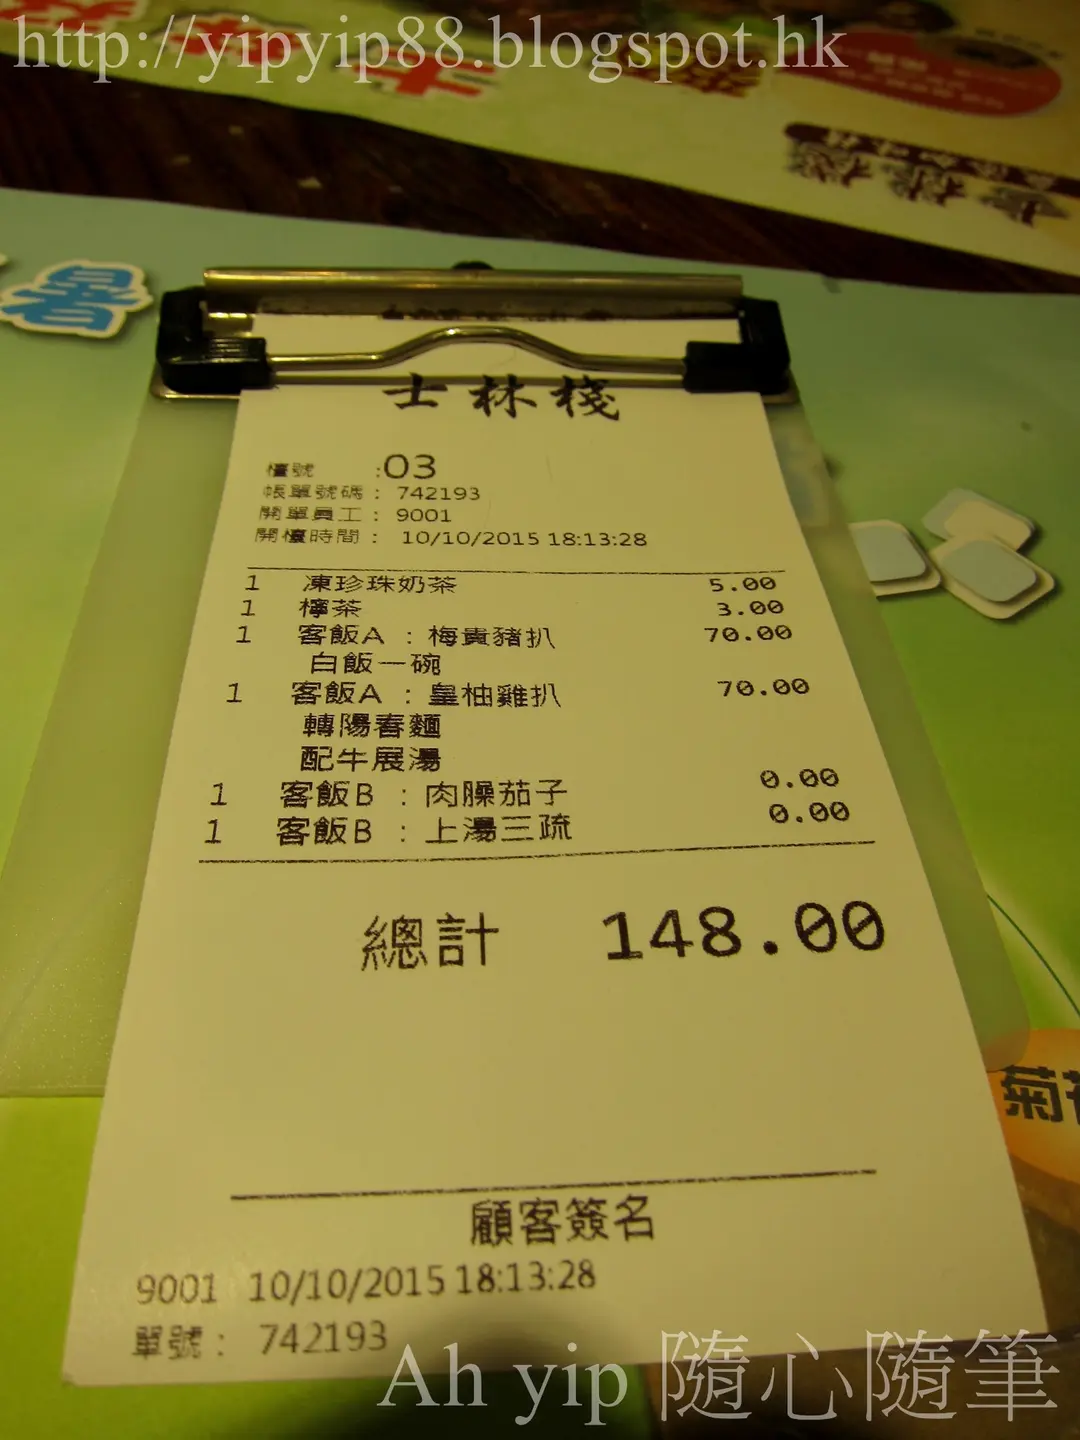 http://yipyip88.blogspot.hk
士林棧
檯號 :03
帳單號碼： 742193
開單員工： 9001
開檯時間： 10/10/2015 18:13:28
1 凍珍珠奶茶 5.00
1 檸茶 3.00
1 客飯A ：梅貴豬扒 70.00
白飯一碗
1 客飯A ：皇柚雞扒 70.00
轉陽春麵
配牛展湯
1 客飯B ：肉臊茄子 0.00
1 客飯B ：上湯三疏 0.00
總計 148.00
菊花
顧客簽名
9001 10/10/2015 18:13:28
單號： 742193
Ah yip 隨心隨筆